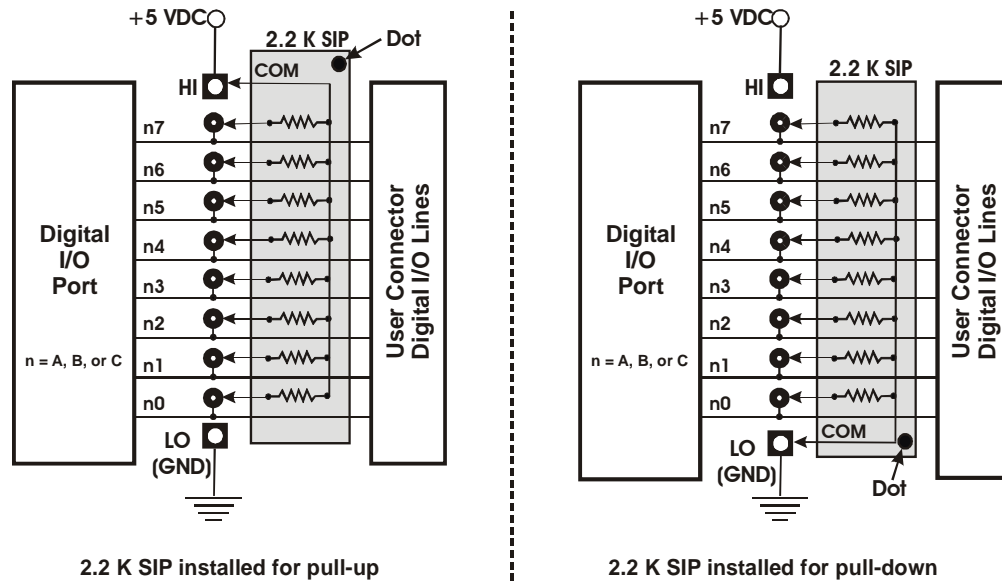 +5 VDC
2.2 K SIP
Dot
COM
HI
n7
n6
n5
n4
n3
n2
n1
n0
Digital
I/O
Port
n = A, B, or C
LO
(GND)
User Connector
Digital I/O Lines
2.2 K SIP installed for pull-up
+5 VDC
2.2 K SIP
HI
n7
n6
n5
n4
n3
n2
n1
n0
Digital
I/O
Port
n = A, B, or C
COM
LO
(GND)
Dot
User Connector
Digital I/O Lines
2.2 K SIP installed for pull-down